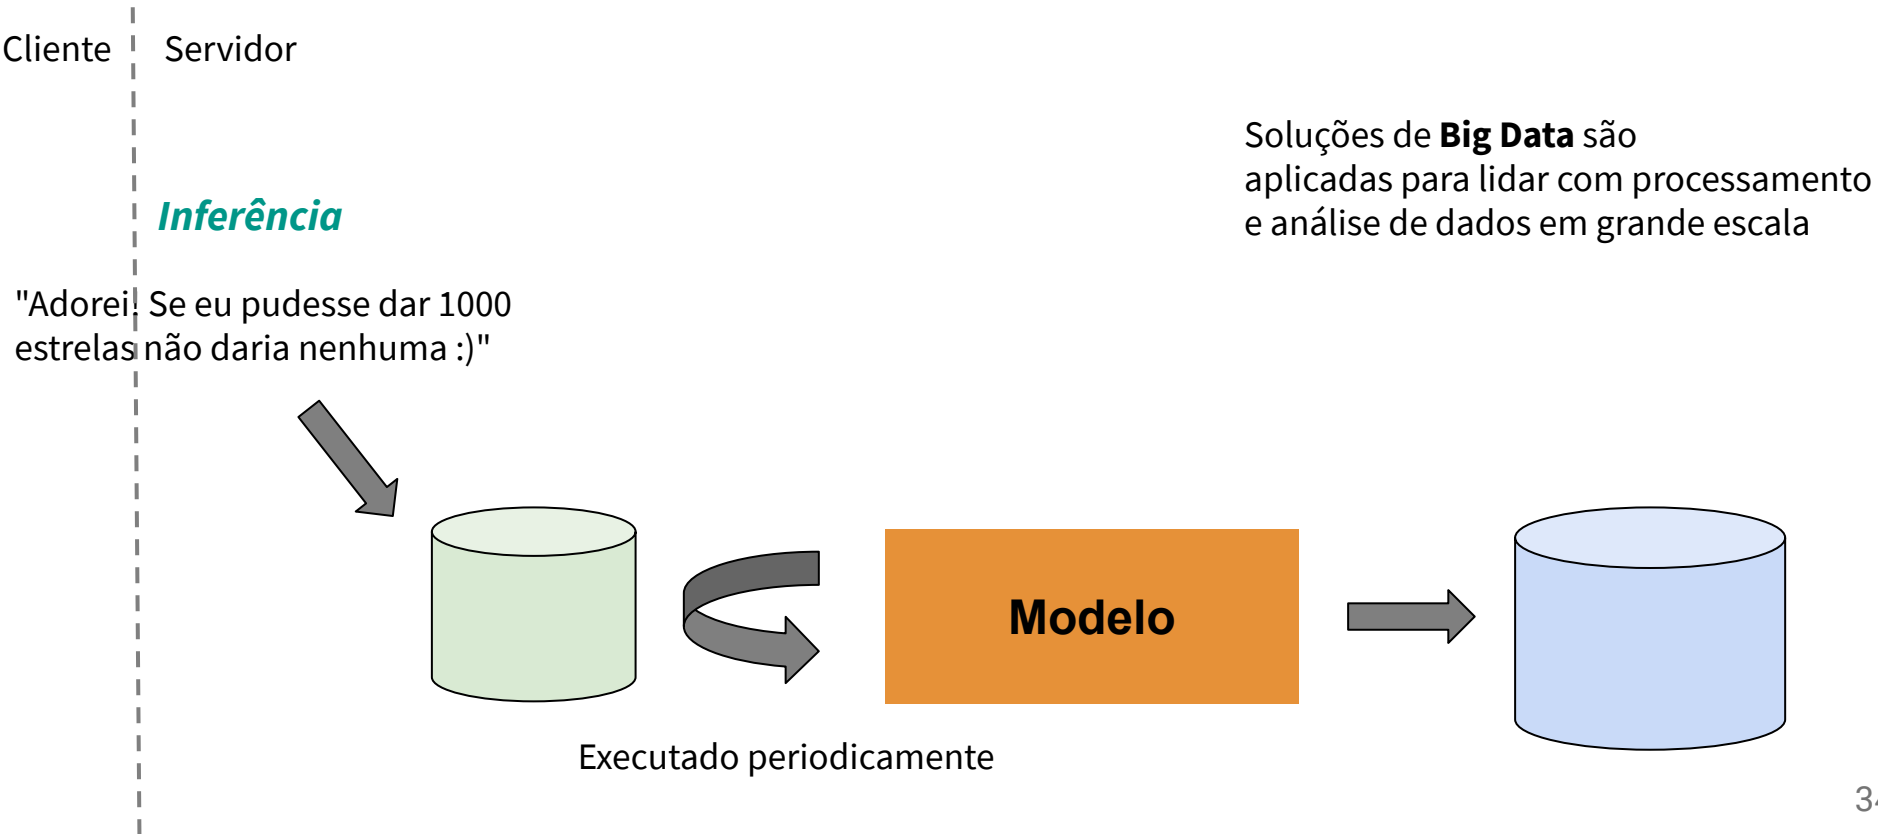 Cliente
Servidor
Soluções de Big Data são
aplicadas para lidar com processamento
e análise de dados em grande escala
Inferência
"Adorei! Se eu pudesse dar 1000
estrelas não daria nenhuma :)"
Modelo
Executado periodicamente
34